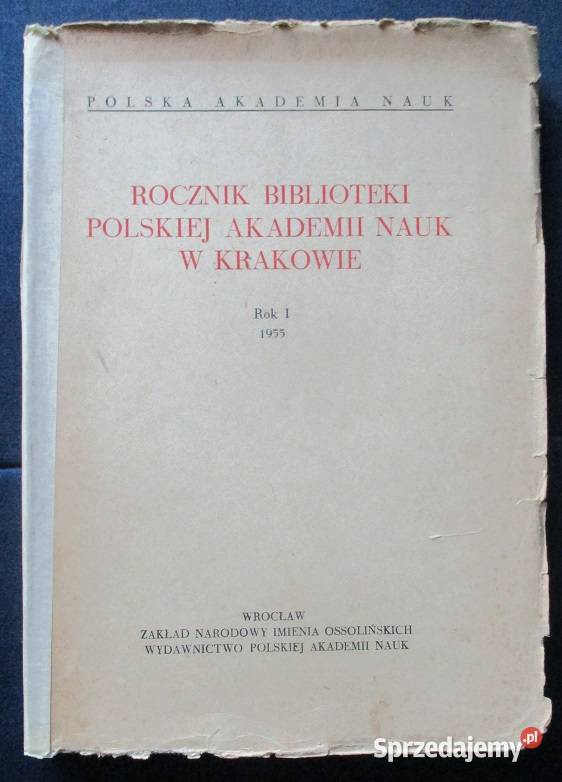 POLSKA AKADEMIA NAUK
ROCZNIK BIBLIOTEKI
POLSKIEJ AKADEMII NAUK
W KRAKOWIE
Rok I
1955
WROCŁAW
ZAKŁAD NARODOWY IMIENIA OSSOLIŃSKICH
WYDAWNICTWO POLSKIEJ AKADEMII NAUK
Sprzedajemy.pl